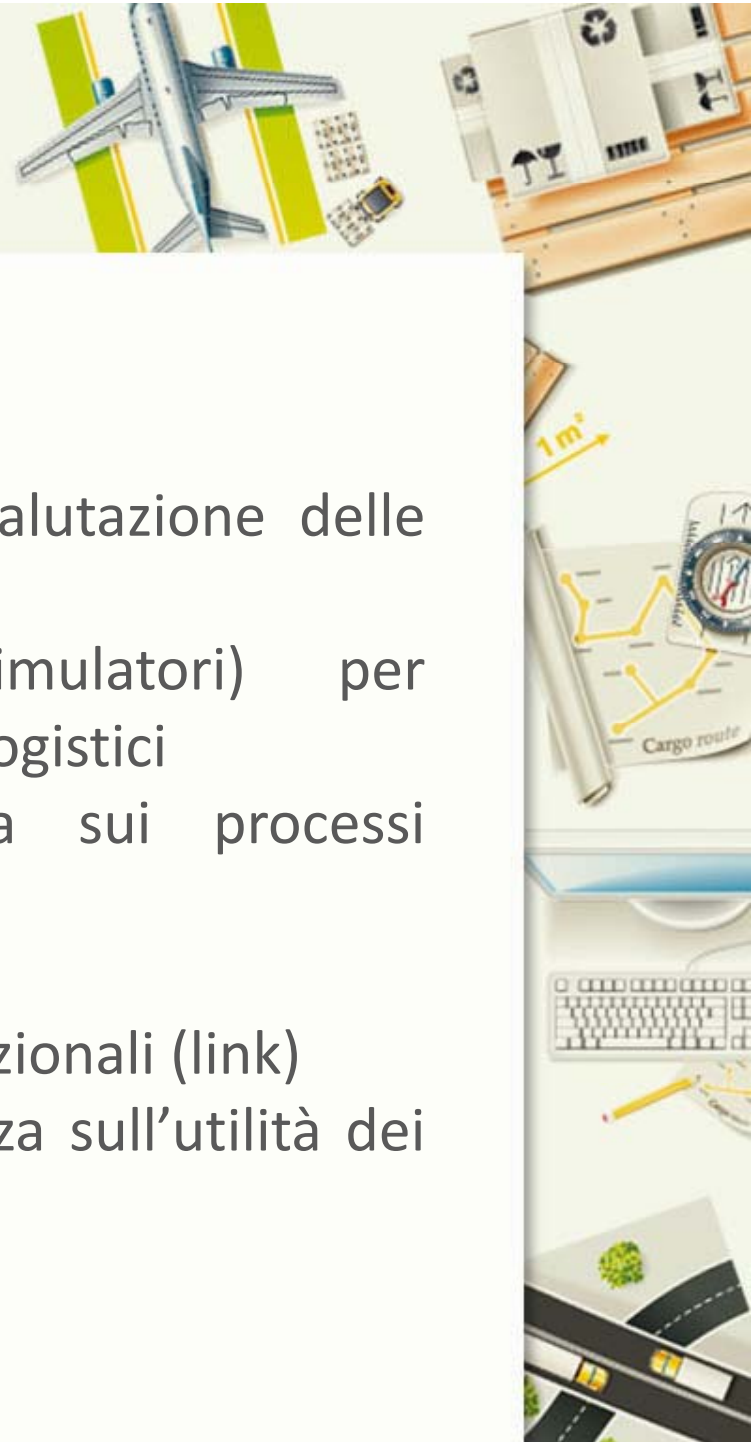 1 m²
alutazione delle
imulatori) per
ogistici
Cargo route
a sui processi
zionali (link)
za sull’utilità dei